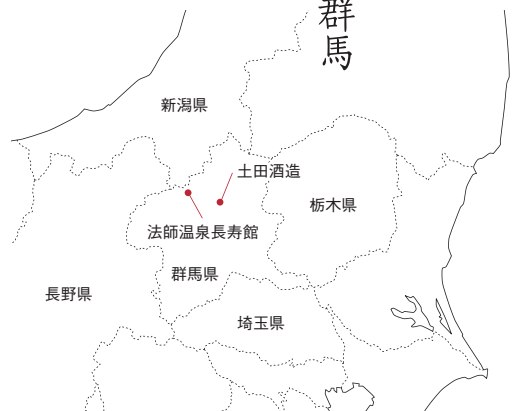 群馬
新潟県
土田酒造
栃木県
法師温泉長寿館
群馬県
長野県
埼玉県